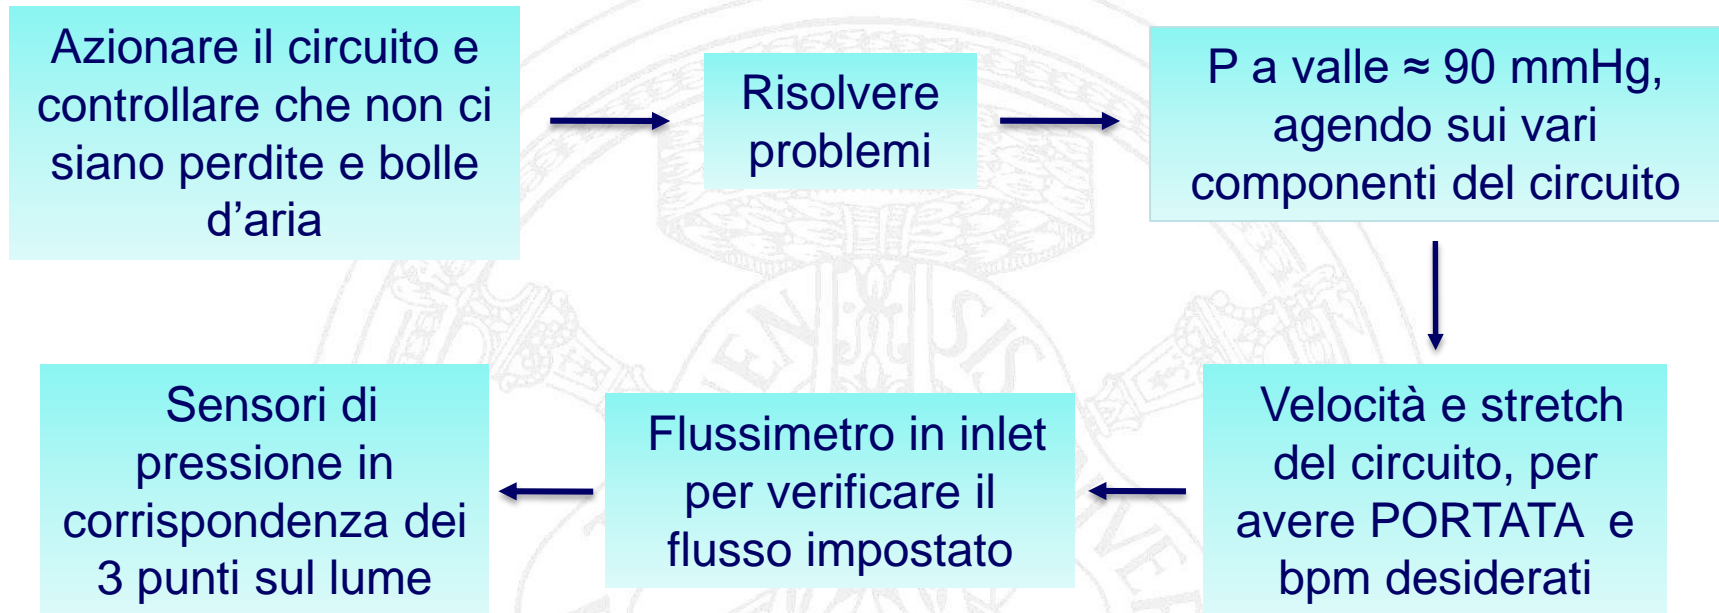 Azionare il circuito e
controllare che non ci
siano perdite e bolle
d’aria
Risolvere
problemi
P a valle ≈ 90 mmHg,
agendo sui vari
componenti del circuito
Velocità e stretch
del circuito, per
avere PORTATA e
bpm desiderati
Flussimetro in inlet
per verificare il
flusso impostato
Sensori di
pressione in
corrispondenza dei
3 punti sul lume